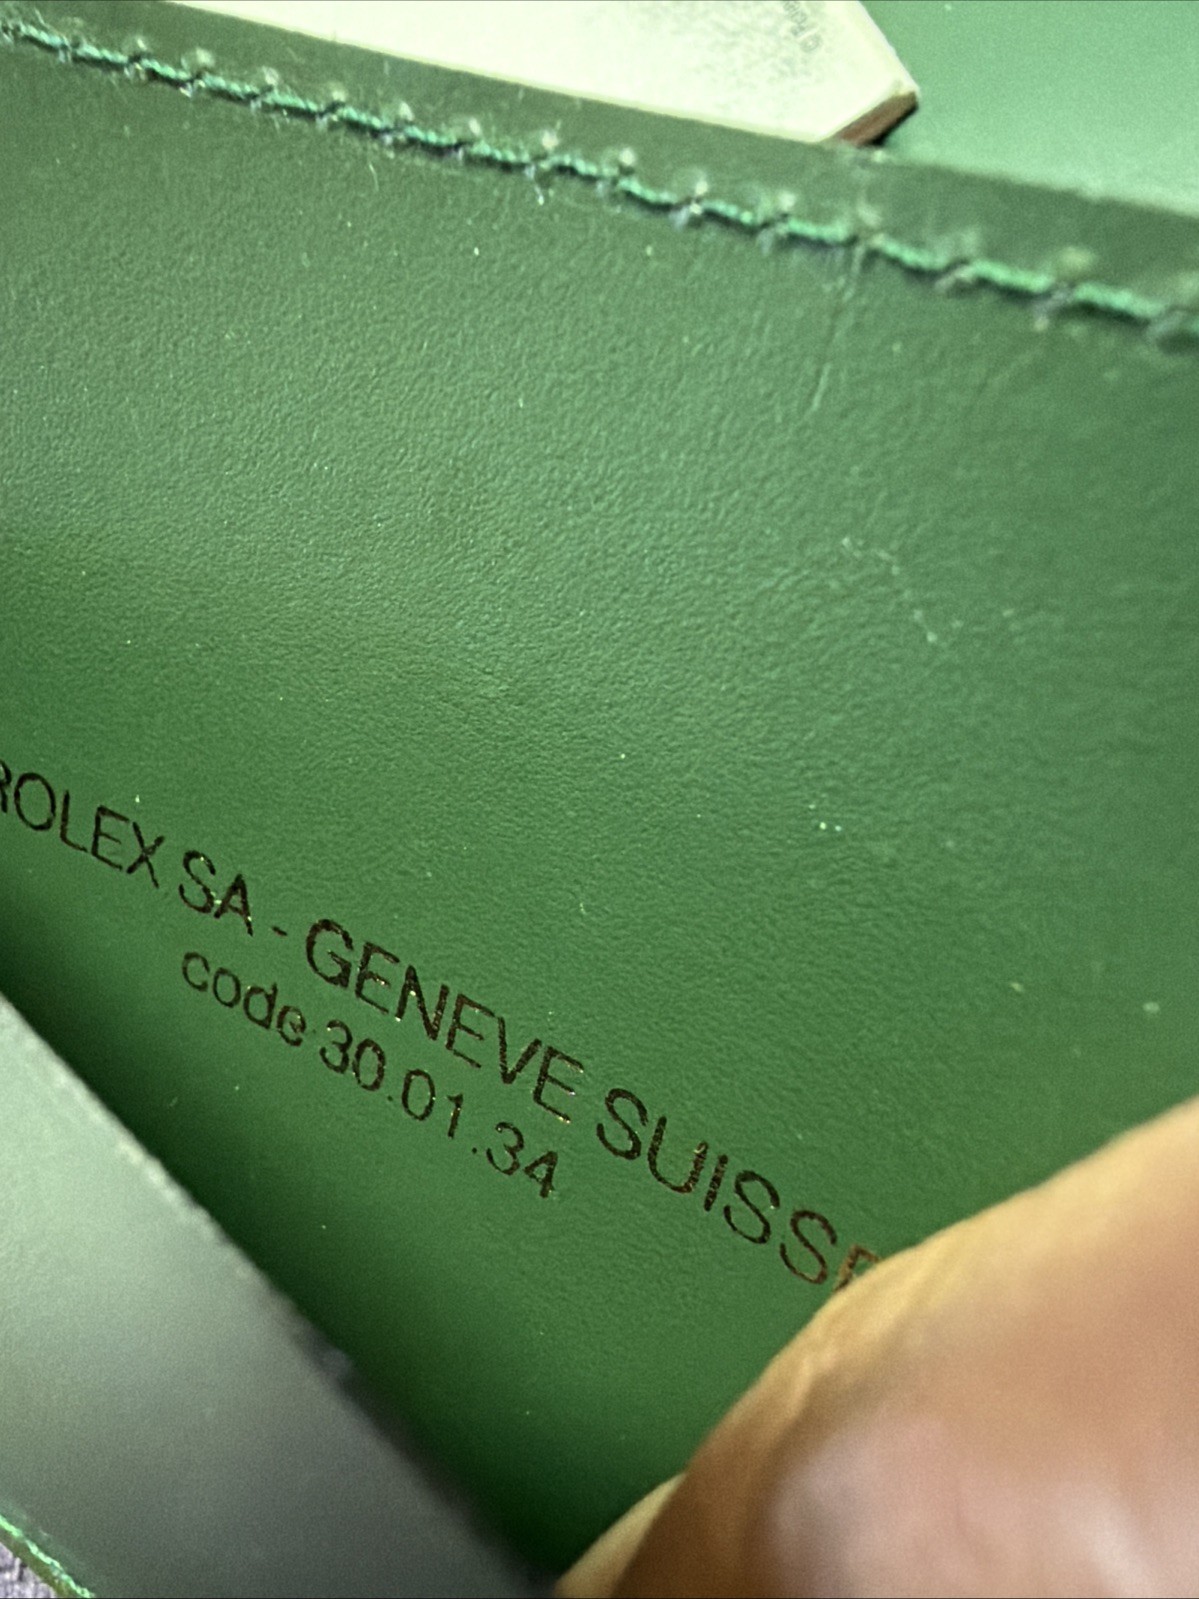 ROLEX SA - GENEVE SUISSE
code 30.01.34